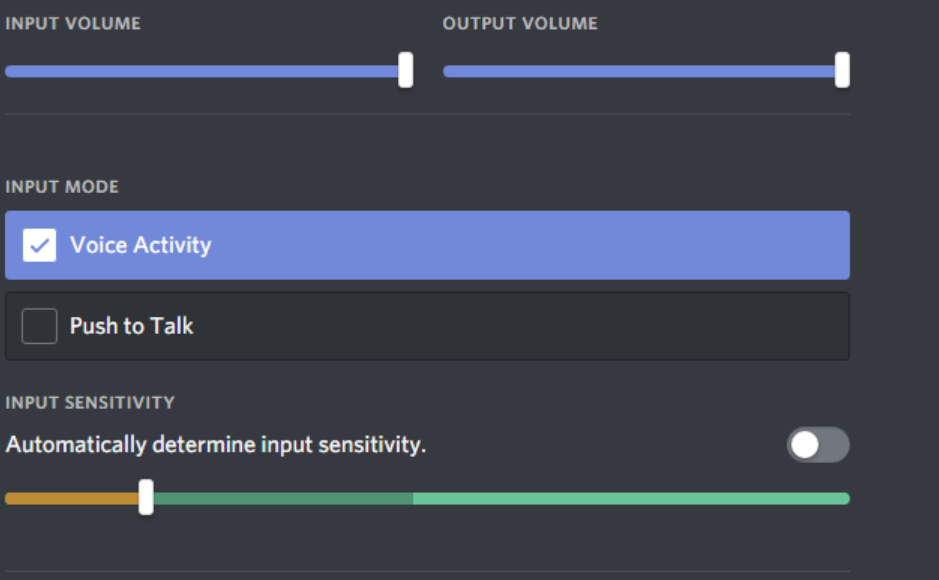 INPUT VOLUME
OUTPUT VOLUME
INPUT MODE
Voice Activity
Push to Talk
INPUT SENSITIVITY
Automatically determine input sensitivity.